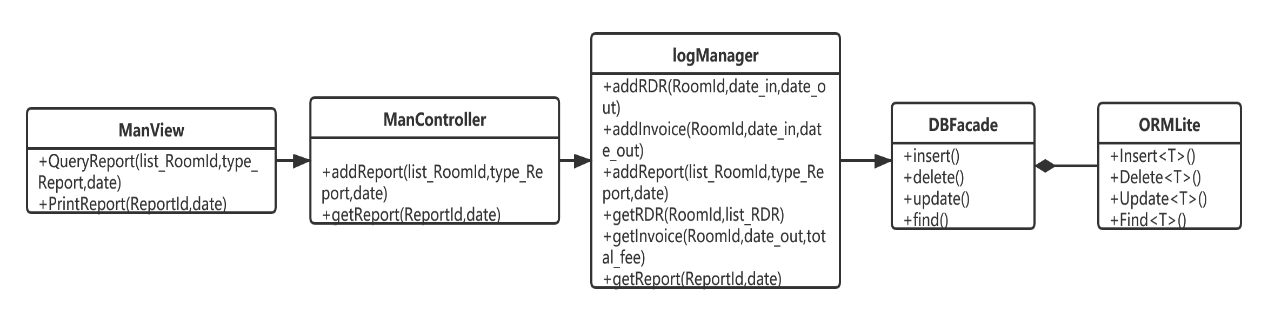 ManView
+QueryReport(list_RoomId,type_
Report,date)
+PrintReport(ReportId,date)
ManController
+addReport(list_RoomId,type_Re
port,date)
+getReport(ReportId,date)
logManager
+addRDR(RoomId,date_in,date_o
ut)
+addInvoice(RoomId,date_in,dat
e_out)
+addReport(list_RoomId,type_Re
port,date)
+getRDR(RoomId,list_RDR)
+getInvoice(RoomId,date_out,tot
al_fee)
+getReport(ReportId,date)
DBFacade
+insert()
+delete()
+update()
+find()
ORMLite
+Insert<T>()
+Delete<T>()
+Update<T>()
+Find<T>()